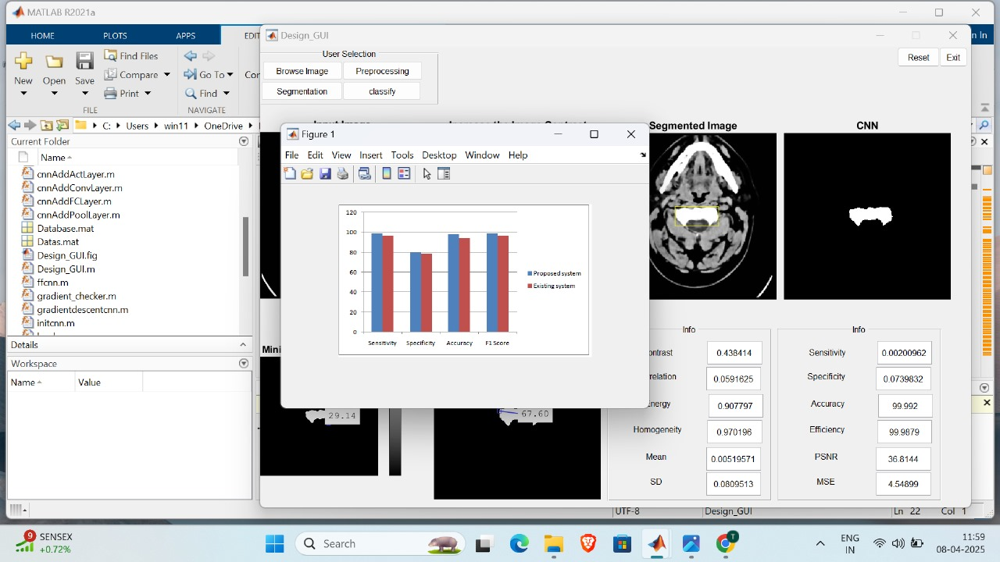 MATLAB R2021a
HOME PLOTS APPS EDIT
n In
New
Open
Save
Find Files
Compare
Print
Go To
Find
FILE
NAVIGATE
C: Users win11 OneDrive
Current Folder
Name
cnnAddActLayer.m
cnnAddConvLayer.m
cnnAddFCLayer.m
cnnAddPoolLayer.m
Database.mat
Datas.mat
Design_GUI.fig
Design_GUI.m
ffcnn.m
gradient_checker.m
gradientdescentcnn.m
initcnn.m
Details
Workspace
Name Value
Design_GUI
User Selection
Browse Image Preprocessing
Segmentation classify
Reset Exit
Segmented Image
CNN
Figure 1
File Edit View Insert Tools Desktop Window Help
120
100
80
60
40
20
0
Sensitivity Specificity Accuracy F1 Score
Proposed system
Existing system
Mini
29.14
67.60
Info
ontrast 0.438414
relation 0.0591625
nergy 0.907797
Homogeneity 0.970196
Mean 0.00519571
SD 0.0809513
Info
Sensitivity 0.00200962
Specificity 0.0739832
Accuracy 99.992
Efficiency 99.9879
PSNR 36.8144
MSE 4.54899
UTF-8 Design_GUI Ln 22 Col 1
9
SENSEX
+0.72%
Search
T
ENG
IN
11:59
08-04-2025